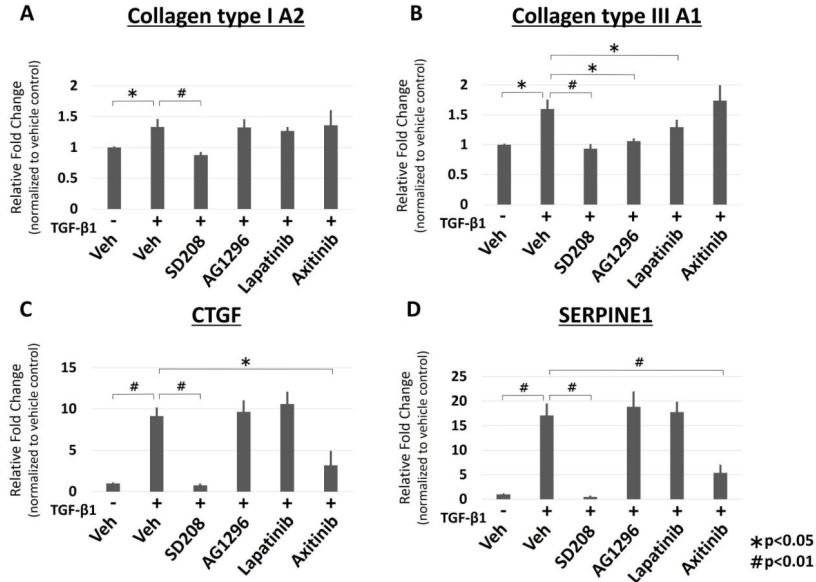 A
Collagen type I A2
Relative Fold Change
(normalized to vehicle control)
2
1.5
1
0.5
0
* #
TGF-β1 - + + + + +
Veh Veh SD208 AG1296 Lapatinib Axitinib
B
Collagen type III A1
Relative Fold Change
(normalized to vehicle control)
*
*
* #
2
1.5
1
0.5
0
TGF-β1 - + + + + +
Veh Veh SD208 AG1296 Lapatinib Axitinib
C
CTGF
Relative Fold Change
(normalized to vehicle control)
*
# #
15
10
5
0
TGF-β1 - + + + + +
Veh Veh SD208 AG1296 Lapatinib Axitinib
D
SERPINE1
Relative Fold Change
(normalized to vehicle control)
#
# #
25
20
15
10
5
0
TGF-β1 - + + + + +
Veh Veh SD208 AG1296 Lapatinib Axitinib
*p<0.05
#p<0.01